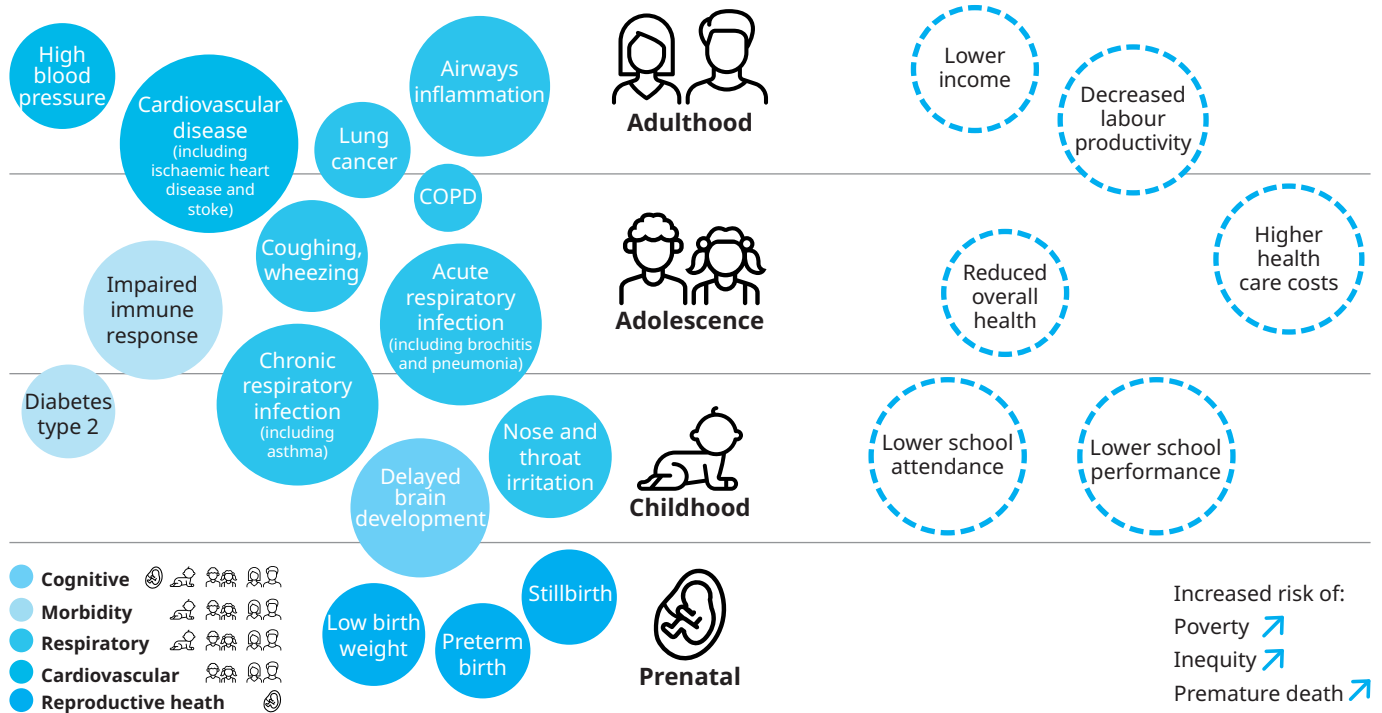 High
blood
pressure
Cardiovascular
disease
(including
ischaemic heart
disease and
stoke)
Lung
cancer
Airways
inflammation
COPD
Adulthood
Lower
income
Decreased
labour
productivity
Impaired
immune
response
Coughing,
wheezing
Acute
respiratory
infection
(including brochitis
and pneumonia)
Adolescence
Reduced
overall
health
Higher
health
care costs
Diabetes
type 2
Chronic
respiratory
infection
(including
asthma)
Delayed
brain
development
Nose and
throat
irritation
Childhood
Lower school
attendance
Lower school
performance
Low birth
weight
Preterm
birth
Stillbirth
Prenatal
Cognitive
Morbidity
Respiratory
Cardiovascular
Reproductive heath
Increased risk of:
Poverty
Inequity
Premature death